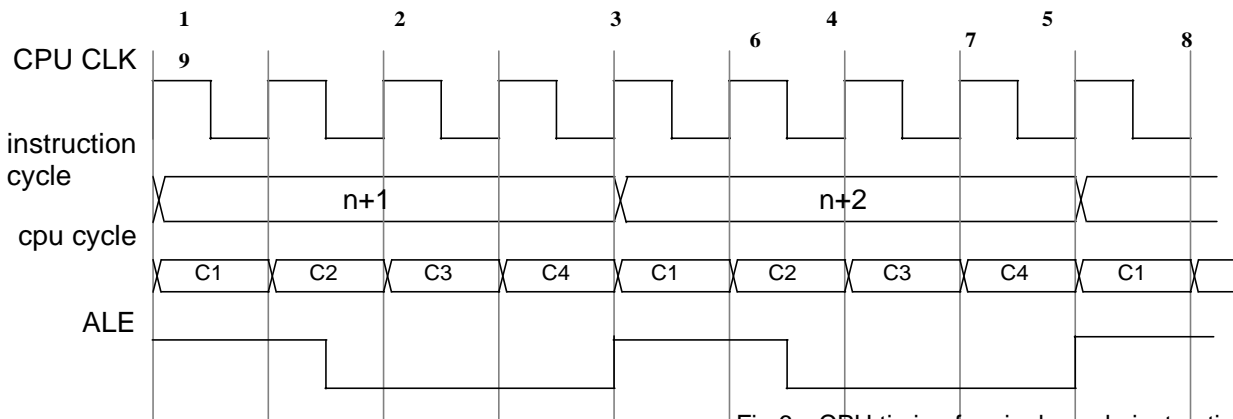 1 2 3 4 5
6 7 8
CPU CLK 9
instruction
cycle
n+1 n+2
cpu cycle
C1 C2 C3 C4 C1 C2 C3 C4 C1
ALE